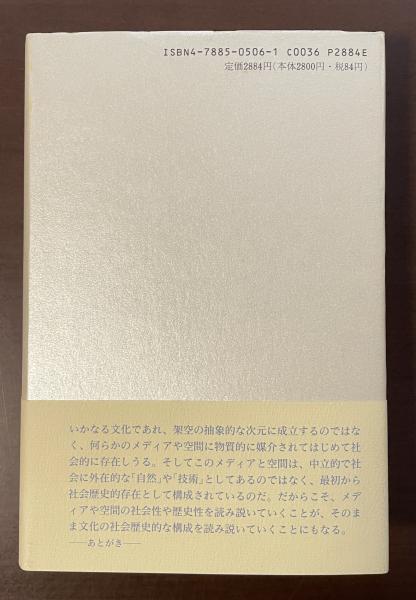 ISBN4-7885-0506-1 C0036 P2884E
定価2884円(本体2800円・税84円)
いかなる文化であれ、架空の抽象的な次元に成立するのではな
く、何らかのメディアや空間に物質的に媒介されてはじめて社
会的に存在しうる。そしてこのメディアと空間は、中立的で社
会に外在的な「自然」や「技術」としてあるのではなく、最初から
社会歴史的存在として構成されているのだ。だからこそ、メデ
ィアや空間の社会性や歴史性を読み説いていくことが、そのま
ま文化の社会歴史的な構成を読み説いていくことにもなる。
──あとがき──